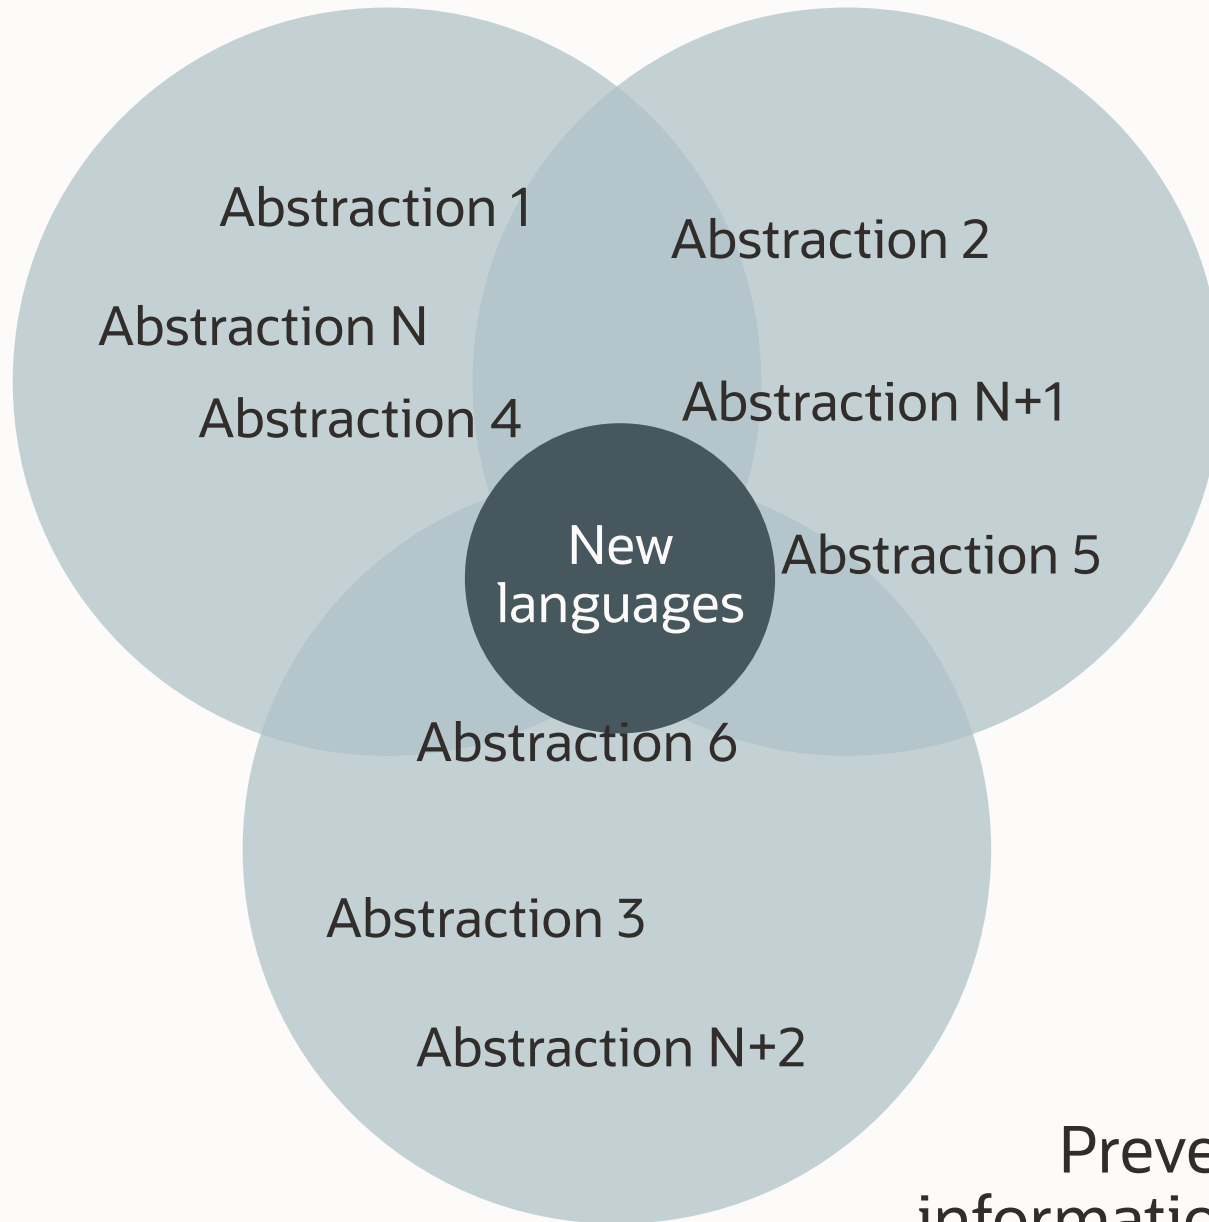 Abstraction 1
Abstraction 2
Abstraction N
Abstraction N+1
Abstraction 4
New
languages
Abstraction 5
Abstraction 6
Abstraction 3
Abstraction N+2